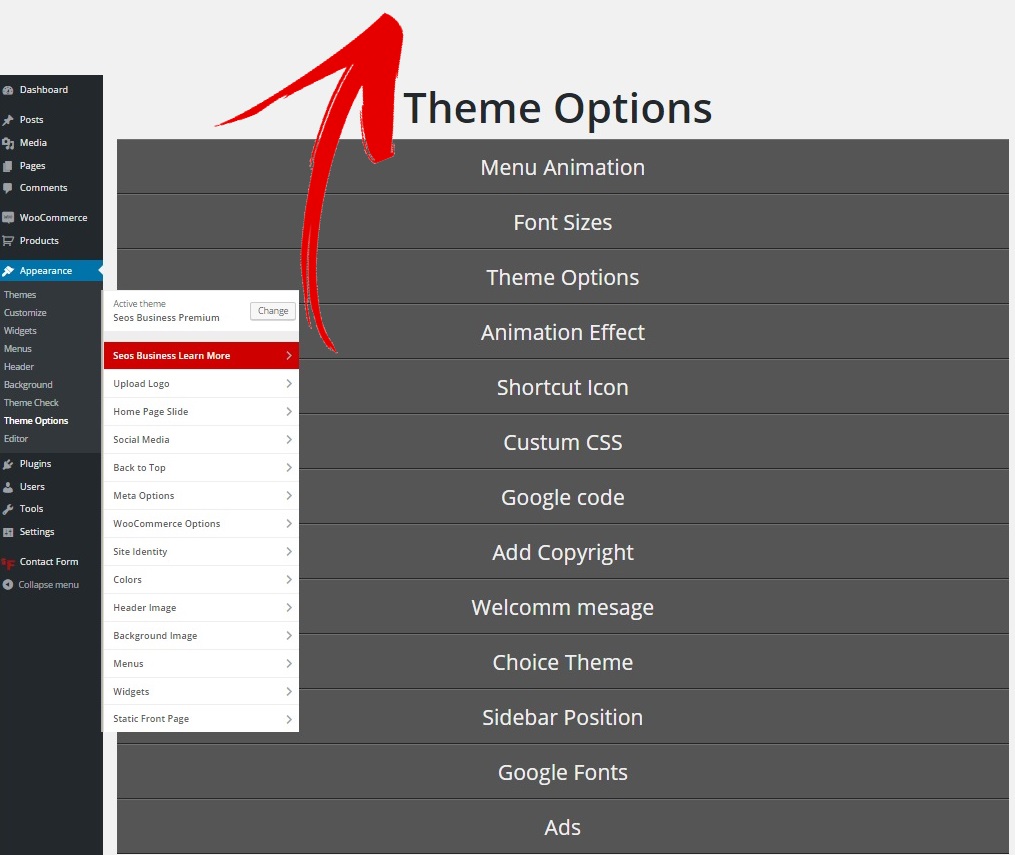 Theme Options
Dashboard
Posts
Media
Pages
Comments
WooCommerce
Products
Appearance
Themes
Customize
Widgets
Menus
Header
Background
Theme Check
Theme Options
Editor
Plugins
Users
Tools
Settings
Contact Form
Collapse menu
Active theme
Seos Business Premium
Change
Seos Business Learn More
Upload Logo
Home Page Slide
Social Media
Back to Top
Meta Options
WooCommerce Options
Site Identity
Colors
Header Image
Background Image
Menus
Widgets
Static Front Page
Menu Animation
Font Sizes
Theme Options
Animation Effect
Shortcut Icon
Custum CSS
Google code
Add Copyright
Welcomm mesage
Choice Theme
Sidebar Position
Google Fonts
Ads